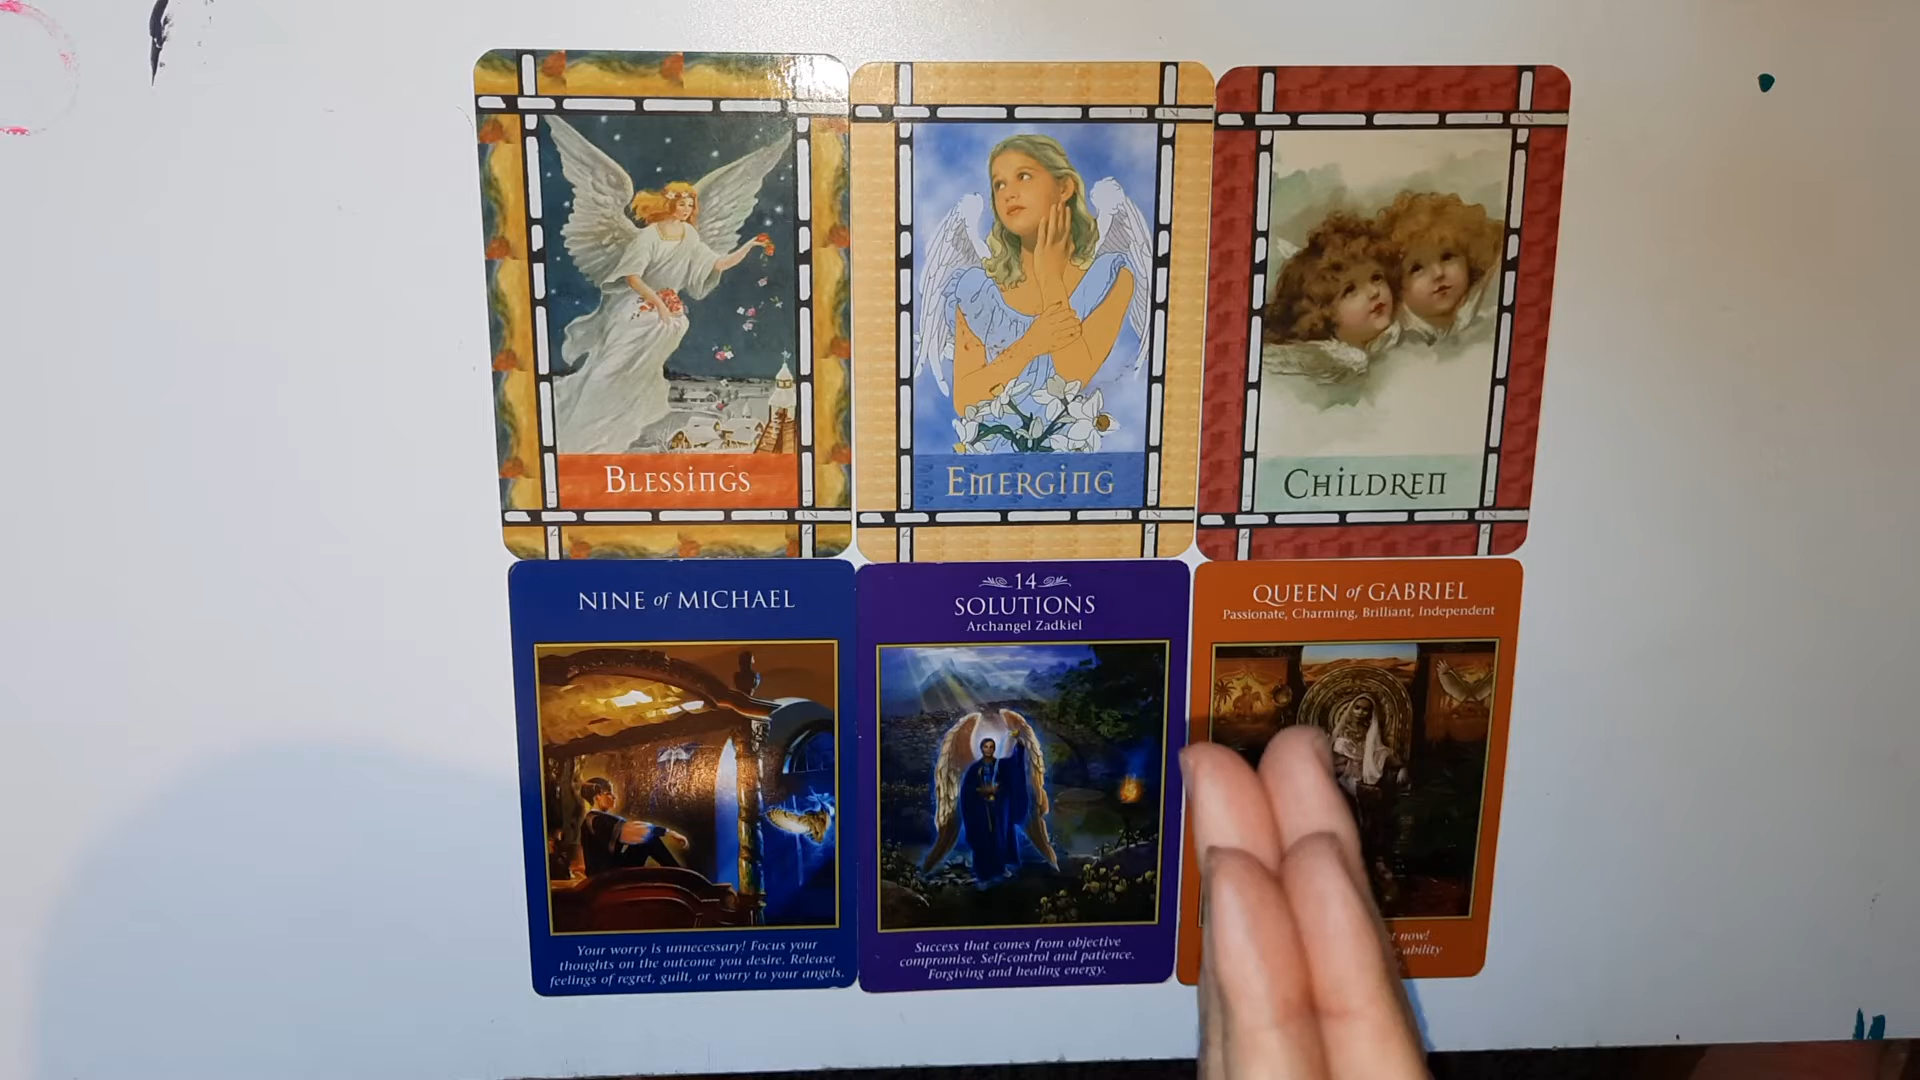 BLESSINGS
EMERGING
CHILDREN
NINE of MICHAEL
Your worry is unnecessary! Focus your
thoughts on the outcome you desire. Release
feelings of regret, guilt, or worry to your angels.
14
SOLUTIONS
Archangel Zadkiel
Success that comes from objective
compromise. Self-control and patience.
Forgiving and healing energy.
QUEEN of GABRIEL
Passionate, Charming, Brilliant, Independent
now!
ability